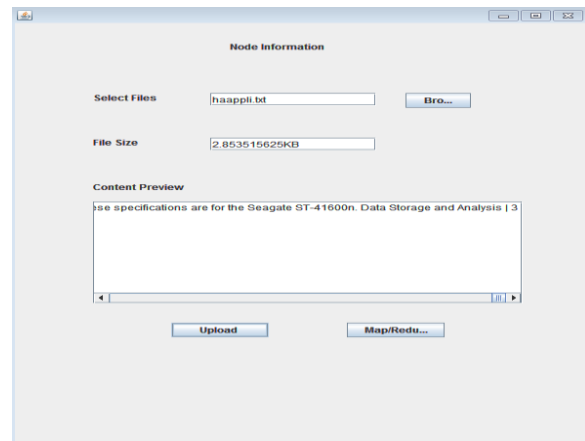 Node Information
Select Files haappli.txt Bro...
File Size 2.853515625KB
Content Preview
ese specifications are for the Seagate ST-41600n. Data Storage and Analysis | 3
Upload Map/Redu...